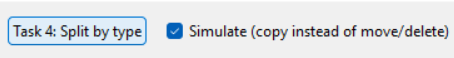 Task 4: Split by type Simulate (copy instead of move/delete)